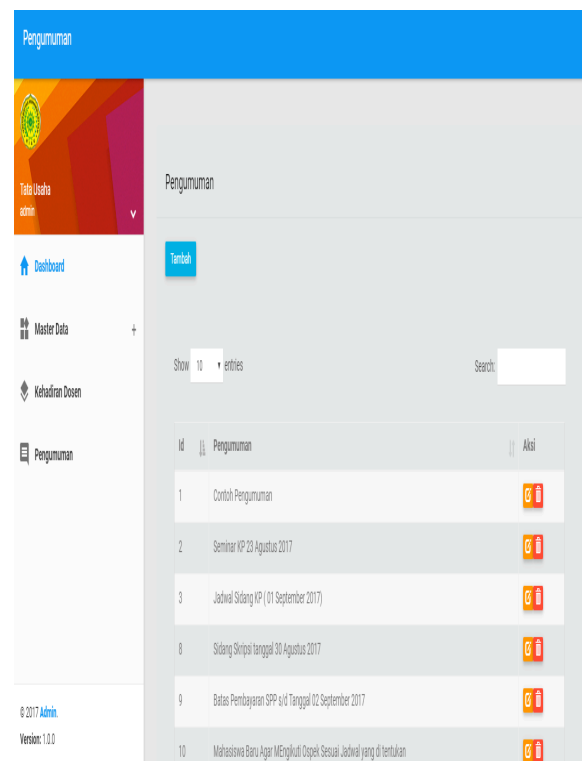 Pengumuman
Tata Usaha
admin
Dashboard
Master Data +
Kehadiran Dosen
Pengumuman
© 2017 Admin.
Version: 1.0.0
Pengumuman
Tambah
Show 10 entries Search:
Id Pengumuman Aksi
1 Contoh Pengumuman
2 Seminar KP 23 Agustus 2017
3 Jadwal Sidang KP ( 01 September 2017)
8 Sidang Skripsi tanggal 30 Agustus 2017
9 Batas Pembayaran SPP s/d Tanggal 02 September 2017
10 Mahasiswa Baru Agar MEngikuti Ospek Sesuai Jadwal yang di tentukan